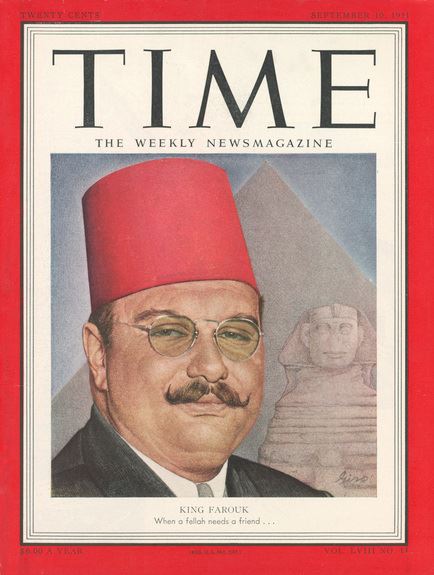 TWENTY CENTS
SEPTEMBER 10, 1951
TIME
THE WEEKLY NEWSMAGAZINE
KING FAROUK
When a fellah needs a friend . . .
$6.00 A YEAR
VOL. LVIII NO. 11